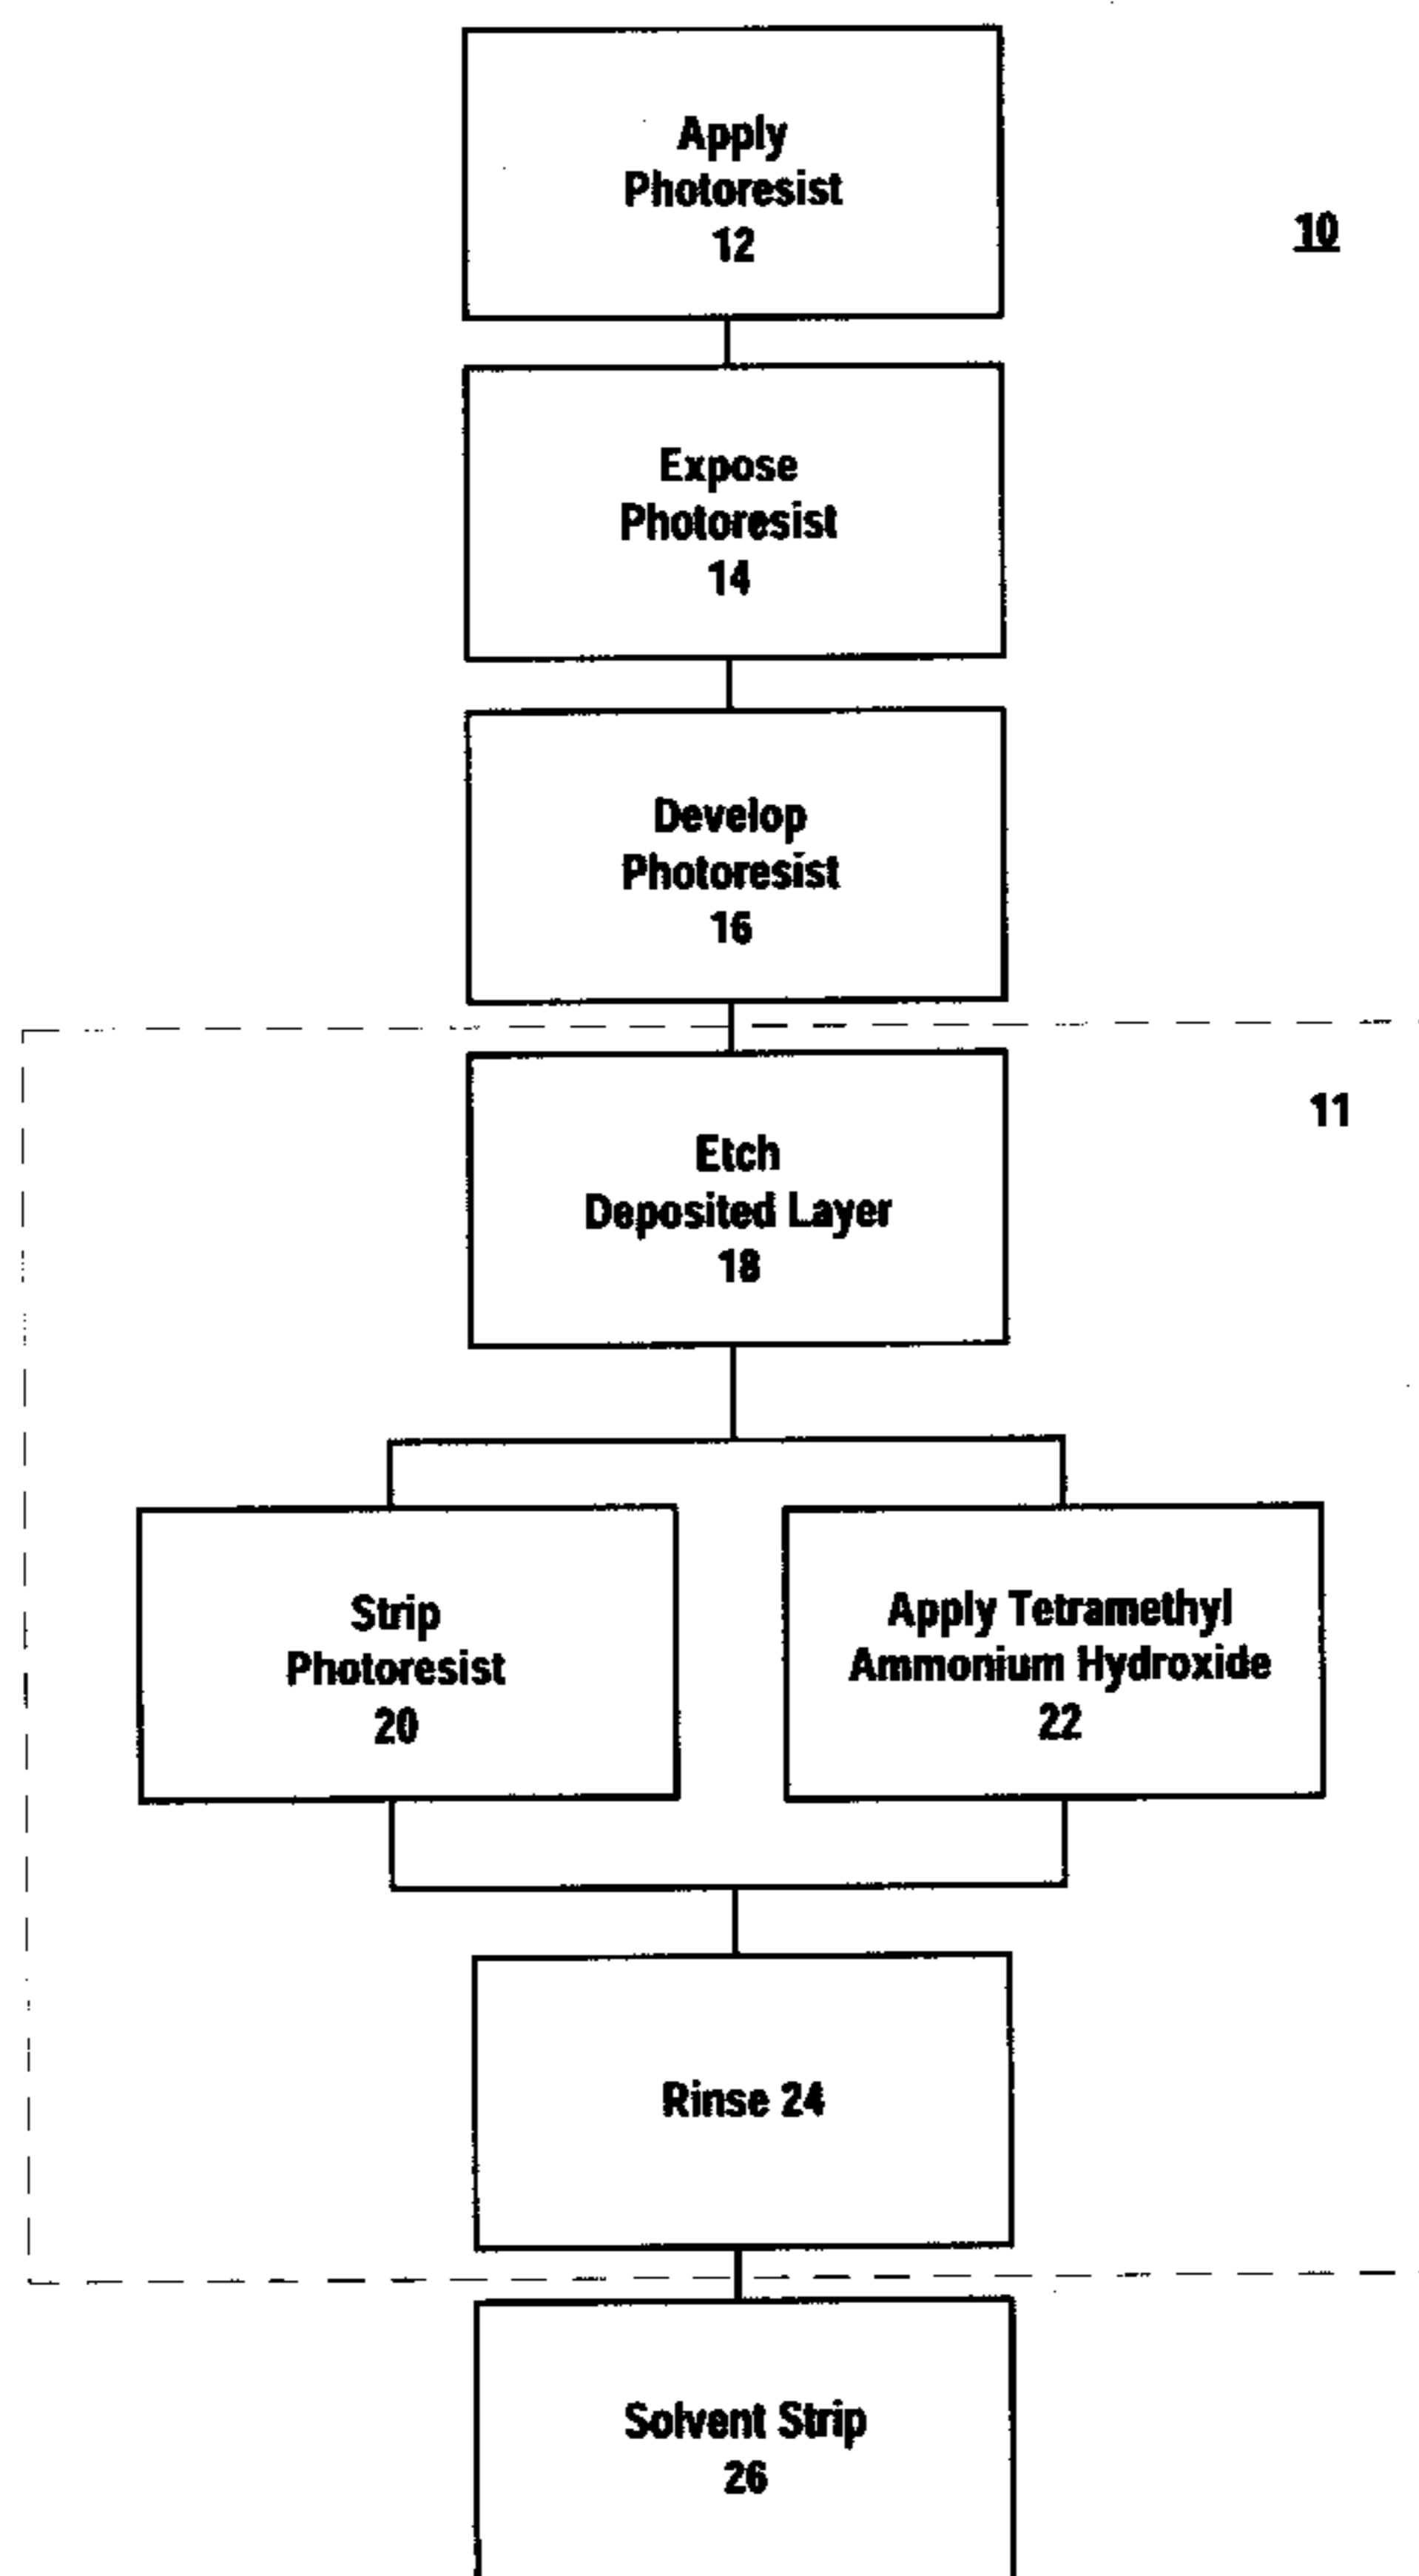 Apply
Photoresist
12
10
Expose
Photoresist
14
Develop
Photoresist
16
11
Etch
Deposited Layer
18
Strip
Photoresist
20
Apply Tetramethyl
Ammonium Hydroxide
22
Rinse 24
Solvent Strip
26